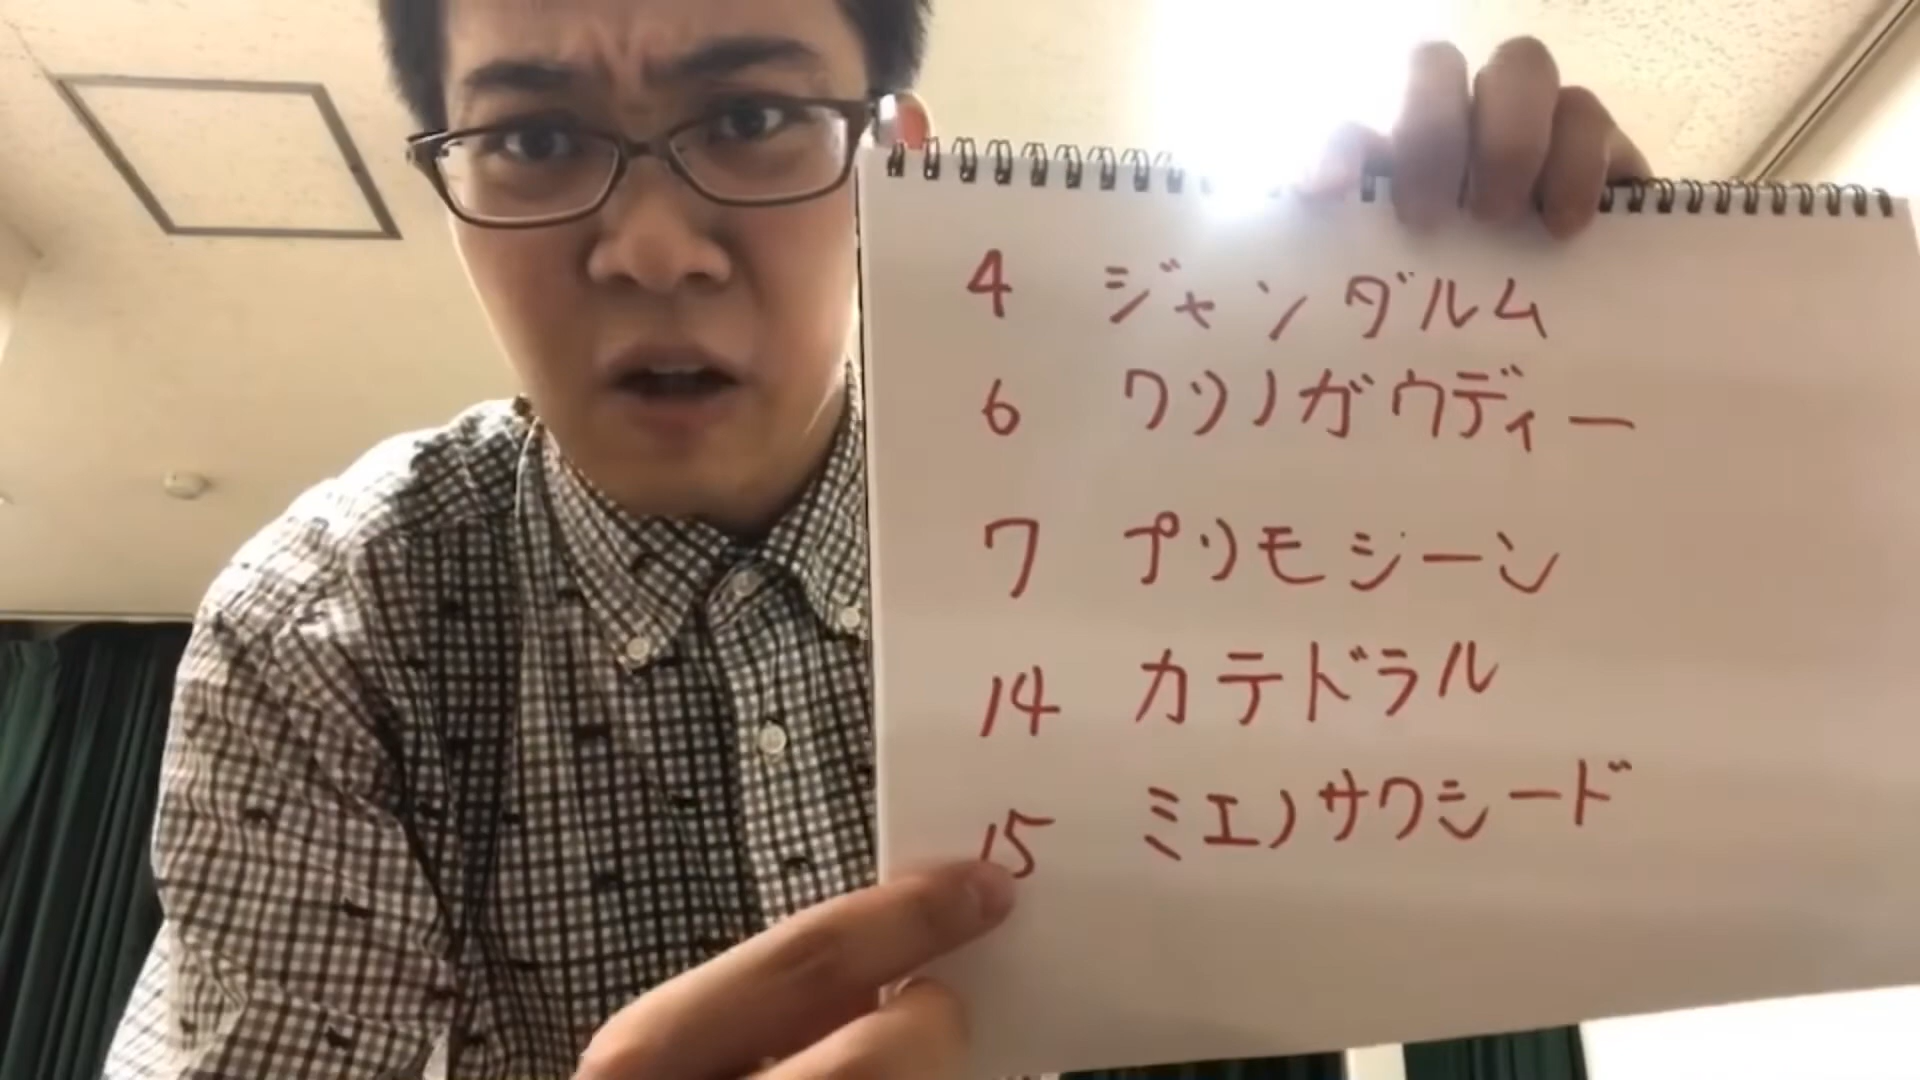 4 ジャンダルム
6 ワリノガウディー
7 プリモシーン
14 カテドラル
15 ミエノサクシード